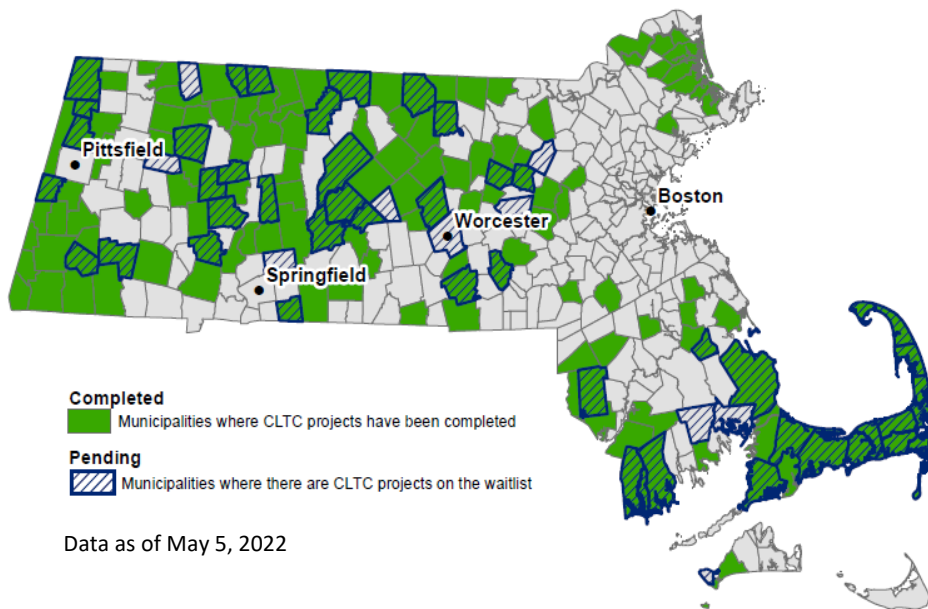 Pittsfield
Boston
Worcester
Springfield
Completed
Municipalities where CLTC projects have been completed
Pending
Municipalities where there are CLTC projects on the waitlist
Data as of May 5, 2022